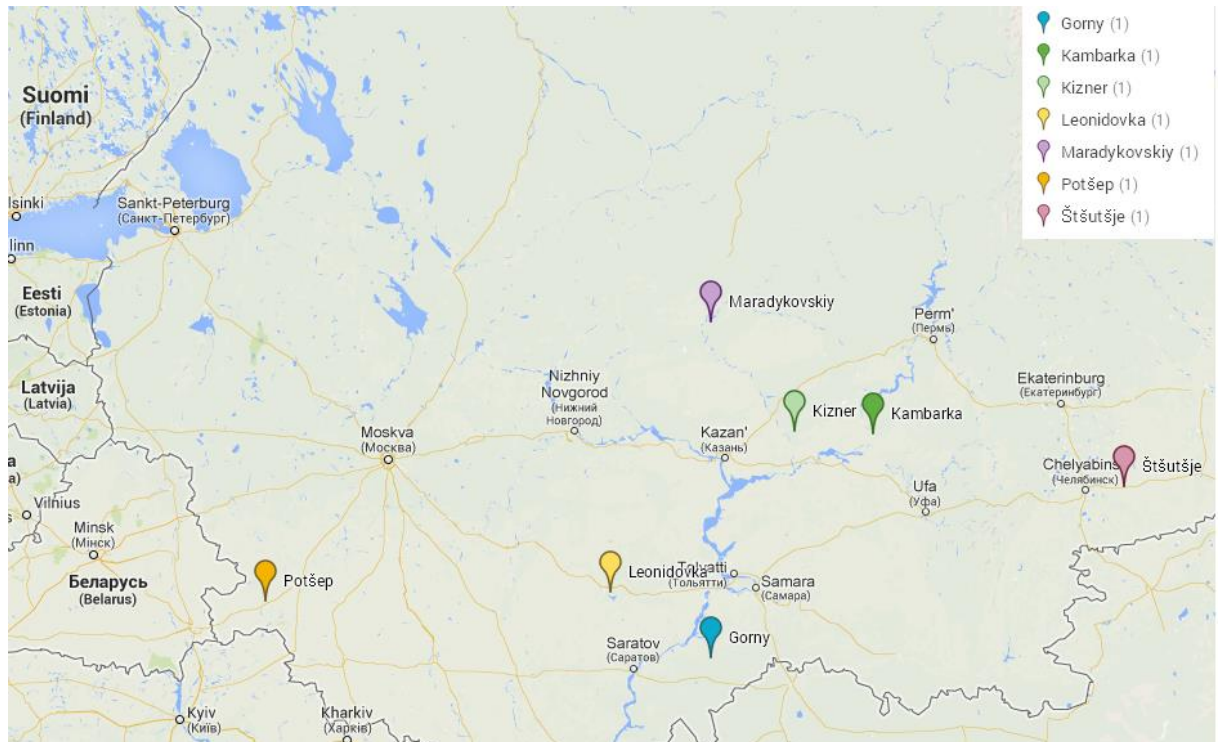 Gorny (1)
Kambarka (1)
Kizner (1)
Leonidovka (1)
Maradykovskiy (1)
Potšep (1)
Štšutšje (1)
Suomi
(Finland)
lsinki
Sankt-Peterburg
(Санкт-Петербург)
linn
Eesti
(Estonia)
Maradykovskiy
Perm'
(Пермь)
Latvija
(Latvia)
Nizhniy
Novgorod
(Нижний
Новгород)
Ekaterinburg
(Екатеринбург)
Kizner
Kambarka
Moskva
(Москва)
Kazan'
(Казань)
a
a)
Chelyabins
(Челябинск)
Štšutšje
Ufa
(Уфа)
s
Vilnius
Minsk
(Мінск)
Беларусь
(Belarus)
Potšep
Leonidovka
Tolyatti
(Тольятти)
Samara
(Самара)
Saratov
(Саратов)
Gorny
Kyiv
(Київ)
Kharkiv
(Харків)